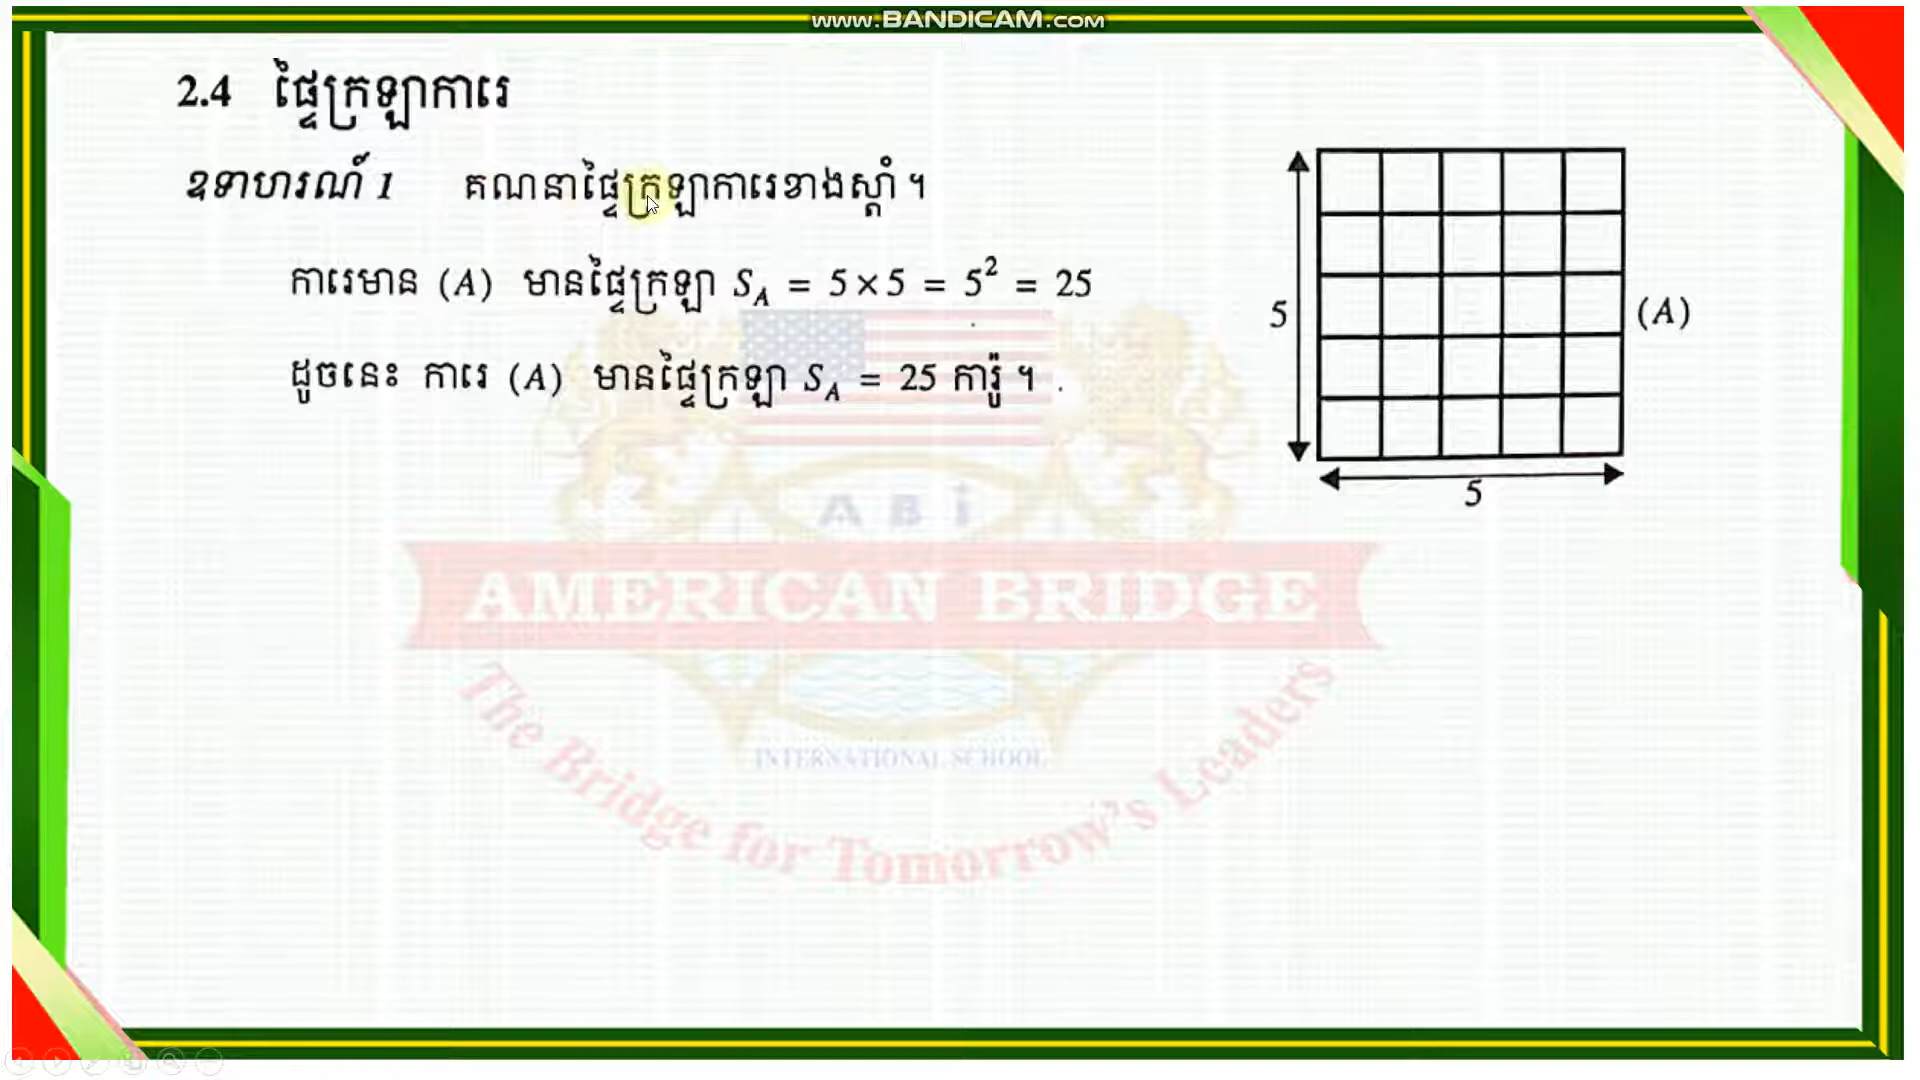 www.BANDICAM.com
2.4 ផ្ទៃក្រឡាការេ
ឧទាហរណ៍ 1 គណនាផ្ទៃក្រឡាការេខាងស្តាំ ។
ការេមាន (A) មានផ្ទៃក្រឡា S_A = 5 × 5 = 5² = 25
ដូចនេះ ការេ (A) មានផ្ទៃក្រឡា S_A = 25 ការ៉ូ ។
5
(A)
5
ABi
AMERICAN BRIDGE
INTERNATIONAL SCHOOL
The Bridge for Tomorrow's Leaders